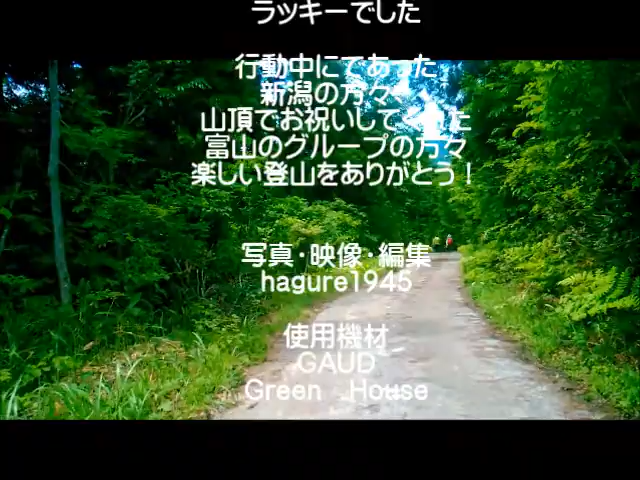 ラッキーでした
行動中にであった
新潟の方々、
山頂でお祝いしてくれた
富山のグループの方々
楽しい登山をありがとう！
写真・映像・編集
hagure1945
使用機材
GAUD
Green House